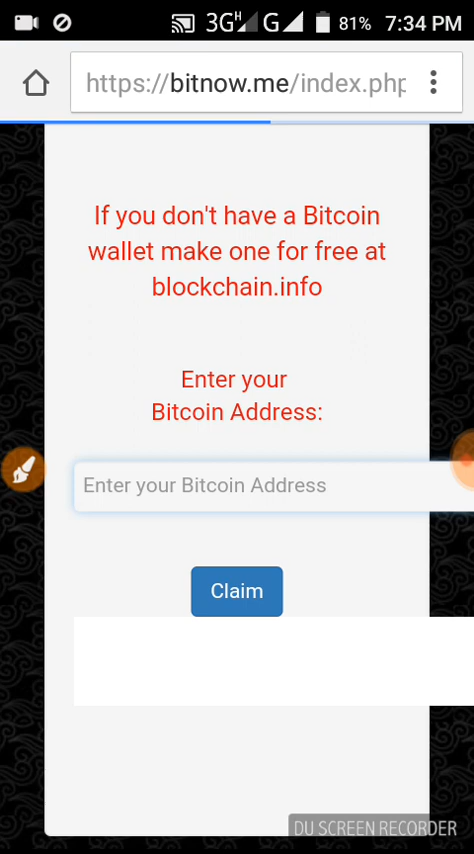 3G H G 81% 7:34 PM
https://bitnow.me/index.php
If you don't have a Bitcoin
wallet make one for free at
blockchain.info
Enter your
Bitcoin Address:
Enter your Bitcoin Address
Claim
DU SCREEN RECORDER